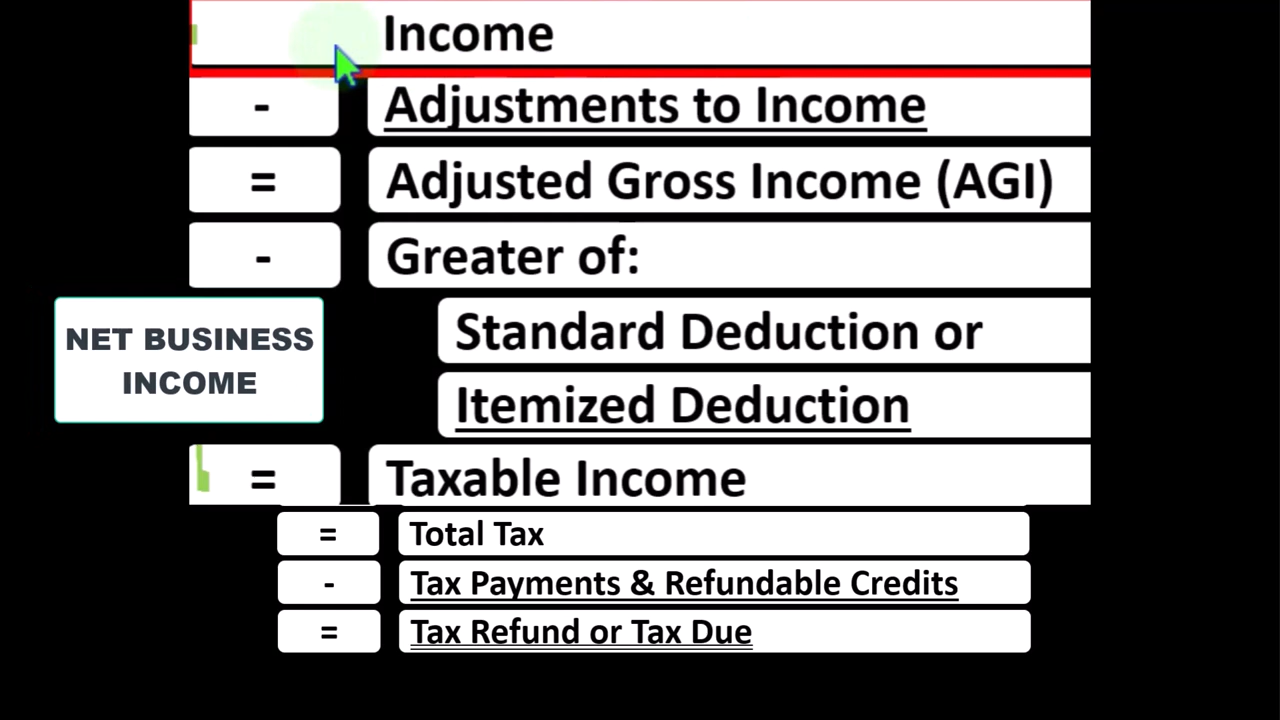 Income
- Adjustments to Income
= Adjusted Gross Income (AGI)
- Greater of:
NET BUSINESS
INCOME
Standard Deduction or
Itemized Deduction
= Taxable Income
= Total Tax
- Tax Payments & Refundable Credits
= Tax Refund or Tax Due